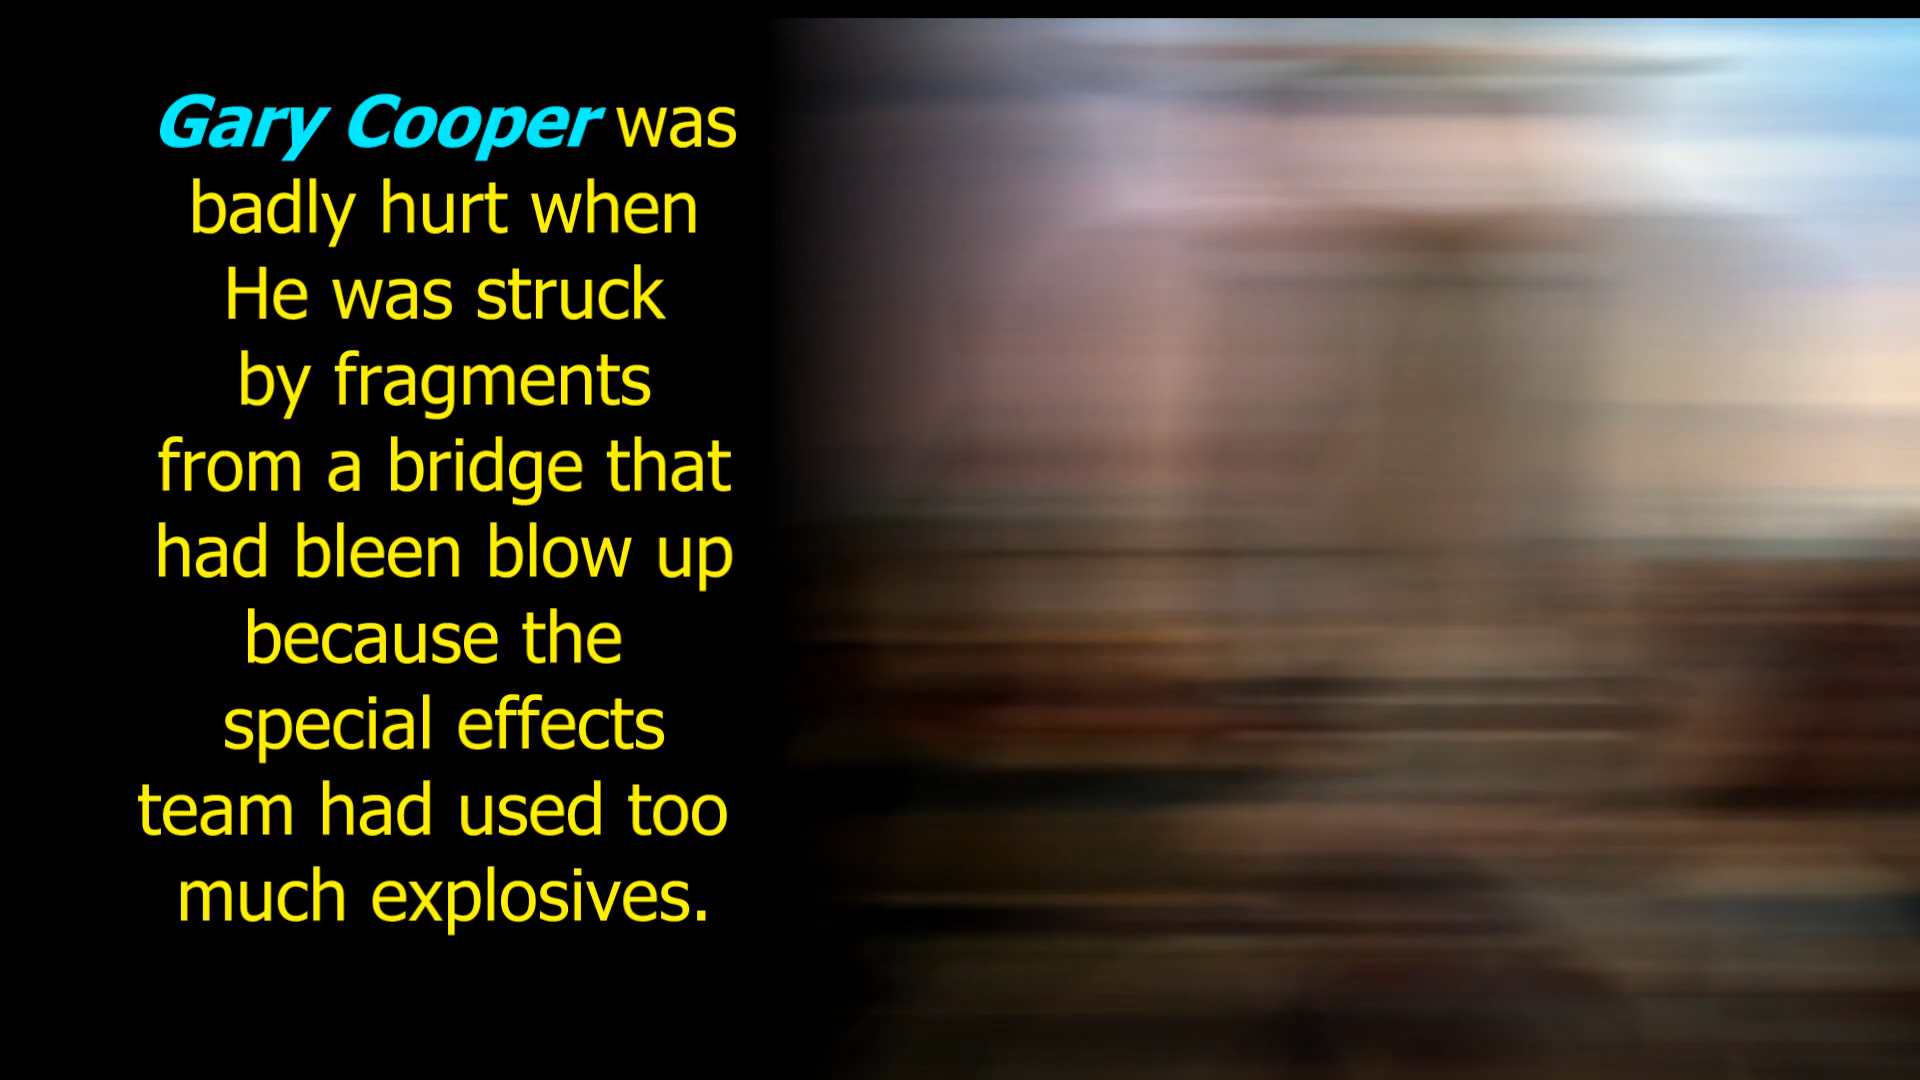 Gary Cooper was
badly hurt when
He was struck
by fragments
from a bridge that
had bleen blow up
because the
special effects
team had used too
much explosives.